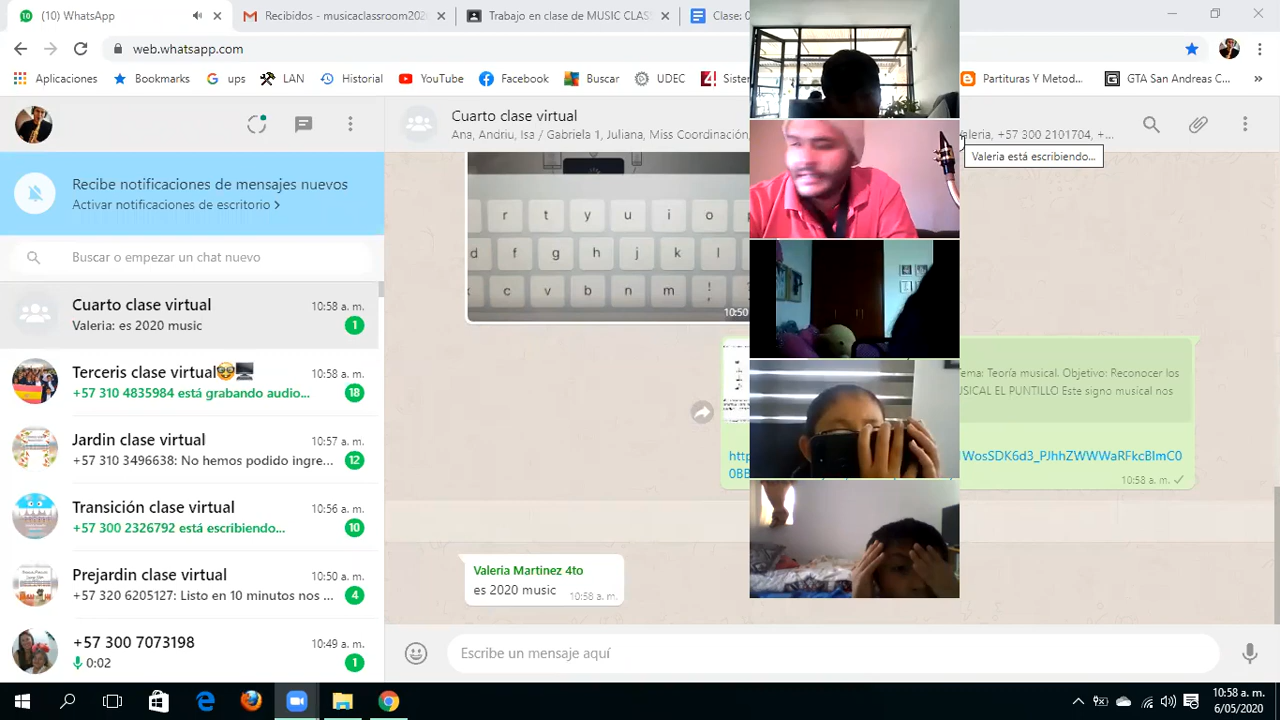 (10) WhatsApp
Recibidos - musicaclassroom202
Trabajo en clase de MUSIC CLAS
Clase: 0
web.whatsapp.com
Bookm
ups
LAN
YouTube
Buscar
UDEC
Partituras Y Metod...
GTA San Andreas C...
»
Cuarto clase virtual
Ana, Andriu, Isa / Gabriela 1, Juliana, Miss Coordinación,
aleria, +57 300 2101704, +...
Valeria está escribiendo...
Recibe notificaciones de mensajes nuevos
Activar notificaciones de escritorio >
Buscar o empezar un chat nuevo
Cuarto clase virtual
10:58 a. m.
Valeria: es 2020 music
1
Terceris clase virtual
10:58 a. m.
+57 310 4835984 está grabando audio...
18
Jardin clase virtual
10:57 a. m.
+57 310 3496638: No hemos podido ingre...
12
Transición clase virtual
10:56 a. m.
+57 300 2326792 está escribiendo...
10
Prejardin clase virtual
10:50 a. m.
+57 320 6205127: Listo en 10 minutos nos ...
4
+57 300 7073198
10:49 a. m.
0:02
1
r t y u i o
d g h j k
v b n m !
10:50
ema: Teoría musical. Objetivo: Reconocer los
USICAL EL PUNTILLO Este signo musical nos
http
WosSDK6d3_PJhhZWWWaRFkcBlmC0
0BB
10:58 a. m.
Valeria Martinez 4to
es 2020 music
10:58 a. m.
Escribe un mensaje aquí
10:58 a. m.
6/05/2020